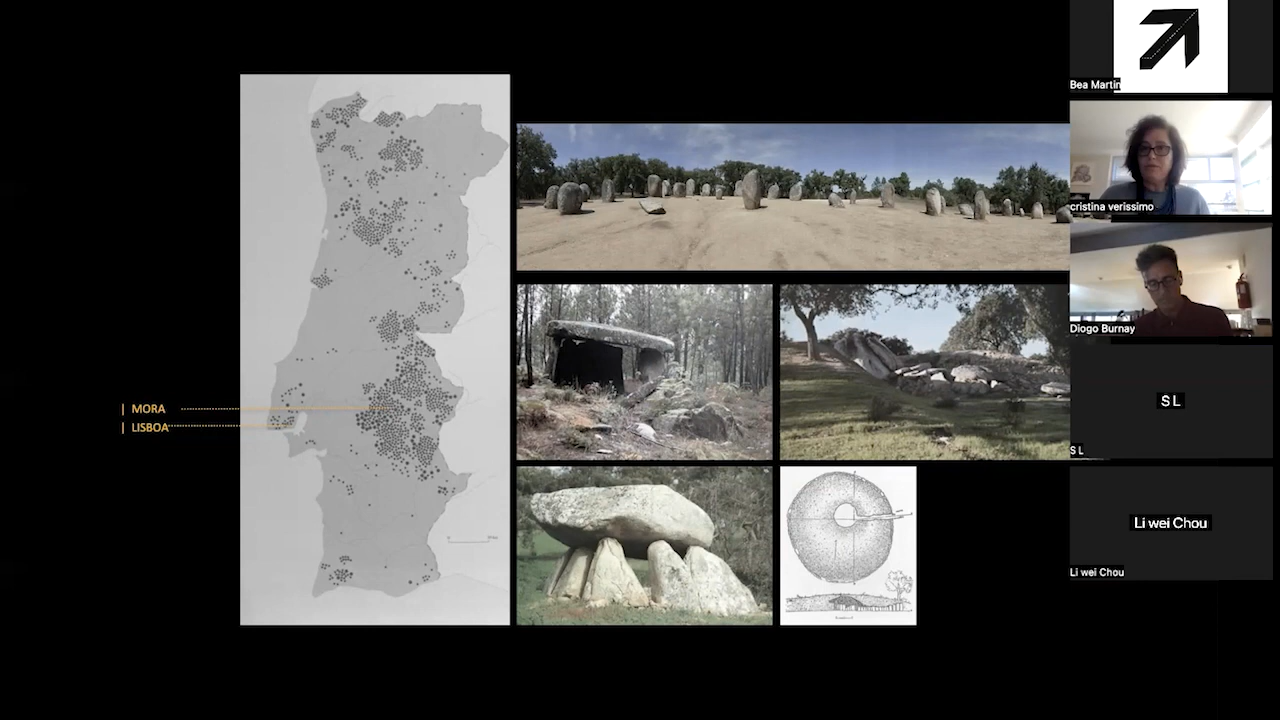 | MORA
| LISBOA
Bea Martin
cristina verissimo
Diogo Burnay
S L
S L
Li wei Chou
Li wei Chou